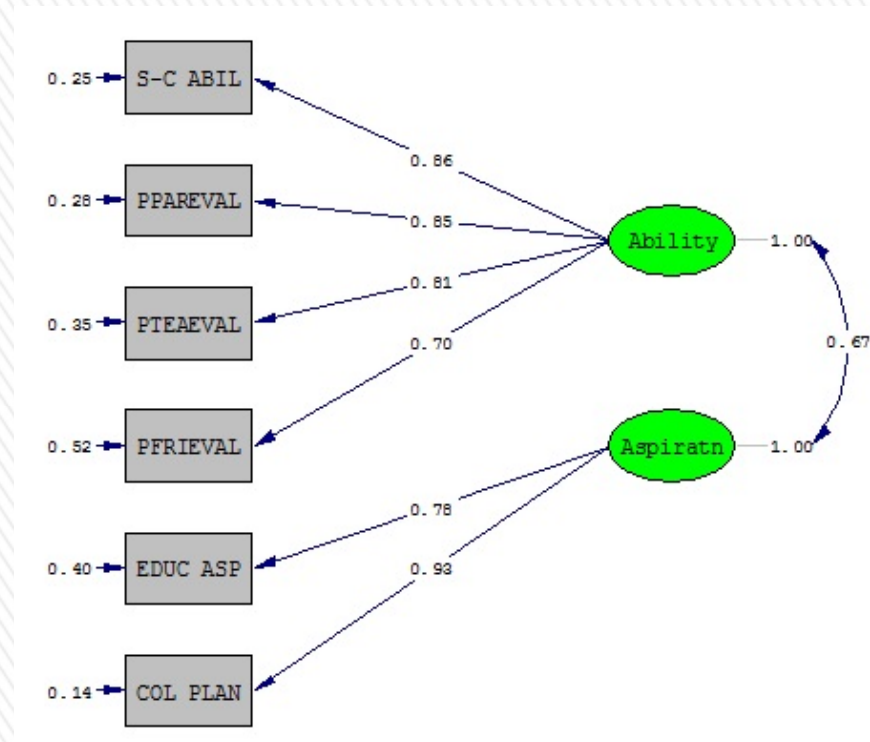 0.25 S-C ABIL
0.86
0.28 PPAREVAL
0.85
Ability 1.00
0.81
0.35 PTEAEVAL
0.70
0.67
0.52 PFRIEVAL
Aspiratn 1.00
0.78
0.40 EDUC ASP
0.93
0.14 COL PLAN